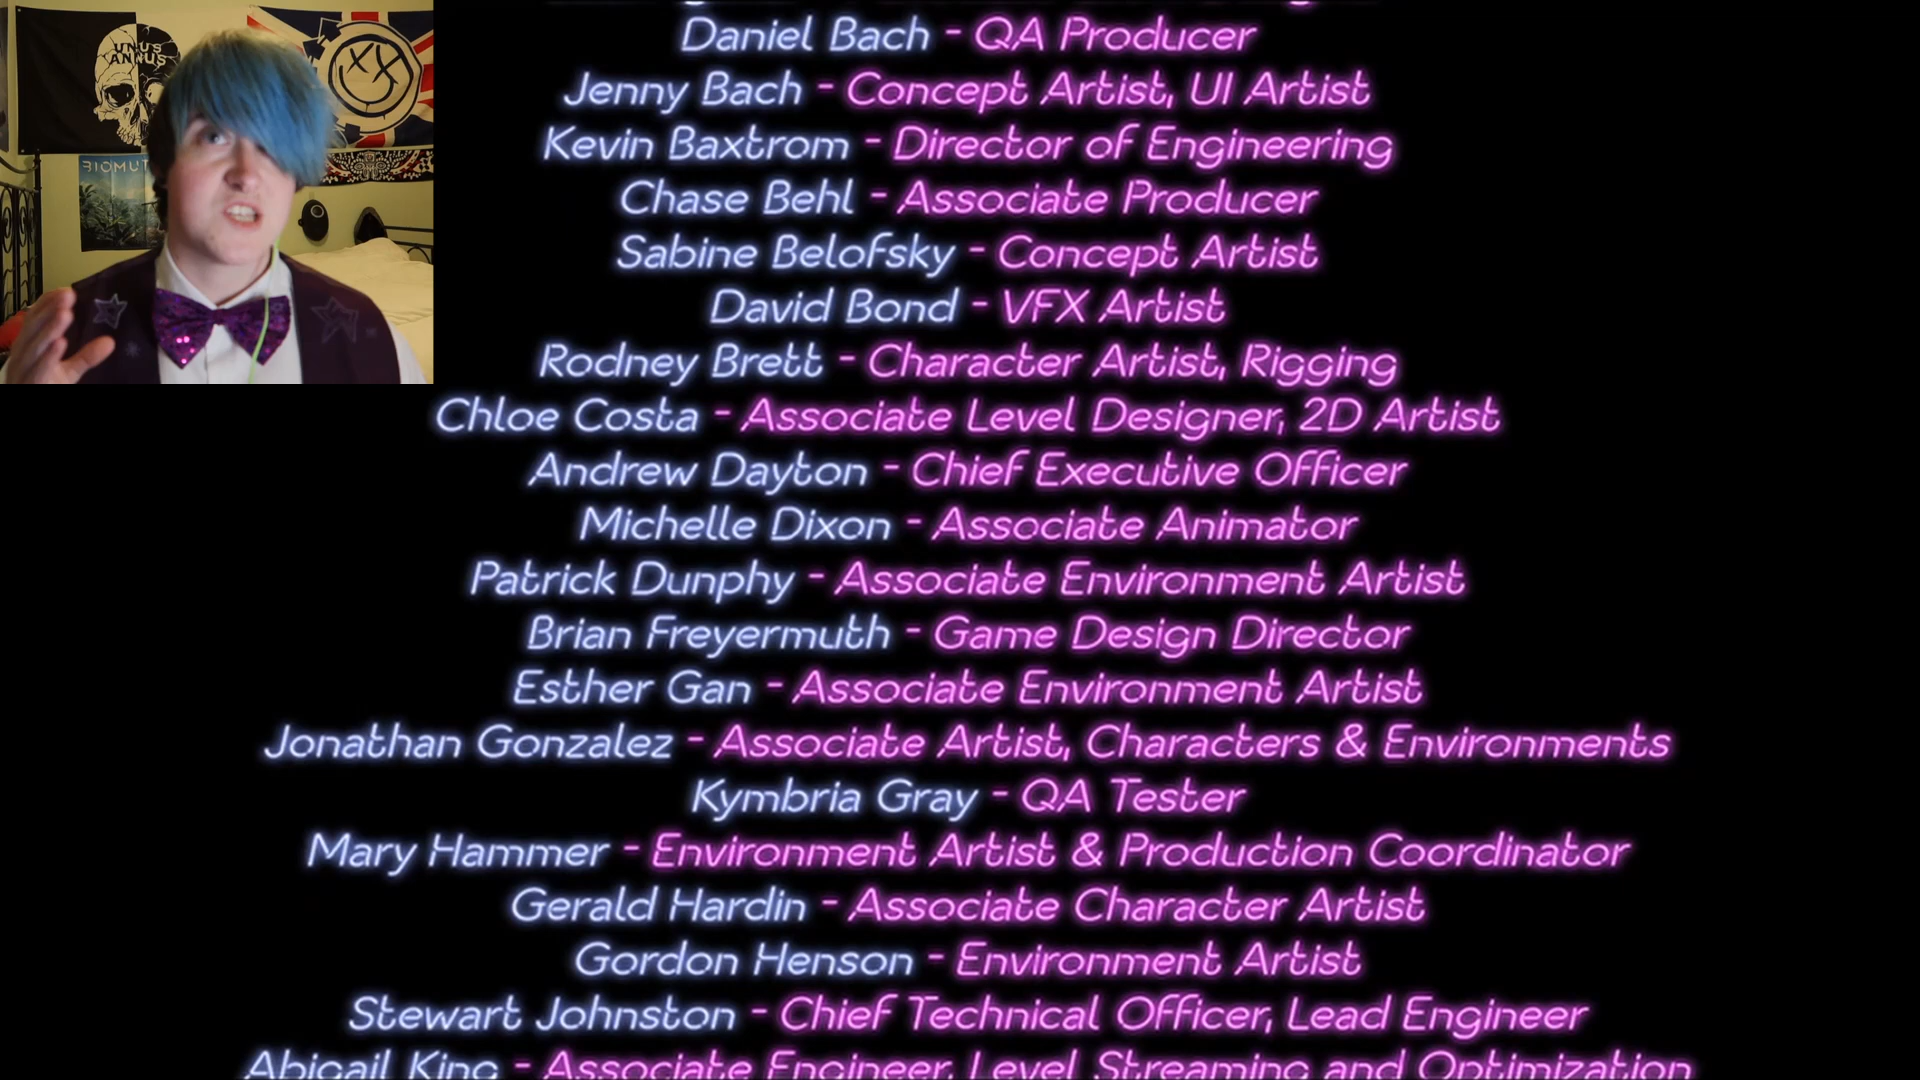 UNUS
ANNUS
BIOMUT
Daniel Bach - QA Producer
Jenny Bach - Concept Artist, UI Artist
Kevin Baxtrom - Director of Engineering
Chase Behl - Associate Producer
Sabine Belofsky - Concept Artist
David Bond - VFX Artist
Rodney Brett - Character Artist, Rigging
Chloe Costa - Associate Level Designer, 2D Artist
Andrew Dayton - Chief Executive Officer
Michelle Dixon - Associate Animator
Patrick Dunphy - Associate Environment Artist
Brian Freyermuth - Game Design Director
Esther Gan - Associate Environment Artist
Jonathan Gonzalez - Associate Artist, Characters & Environments
Kymbria Gray - QA Tester
Mary Hammer - Environment Artist & Production Coordinator
Gerald Hardin - Associate Character Artist
Gordon Henson - Environment Artist
Stewart Johnston - Chief Technical Officer, Lead Engineer
Abigail King - Associate Engineer, Level Streaming and Optimization